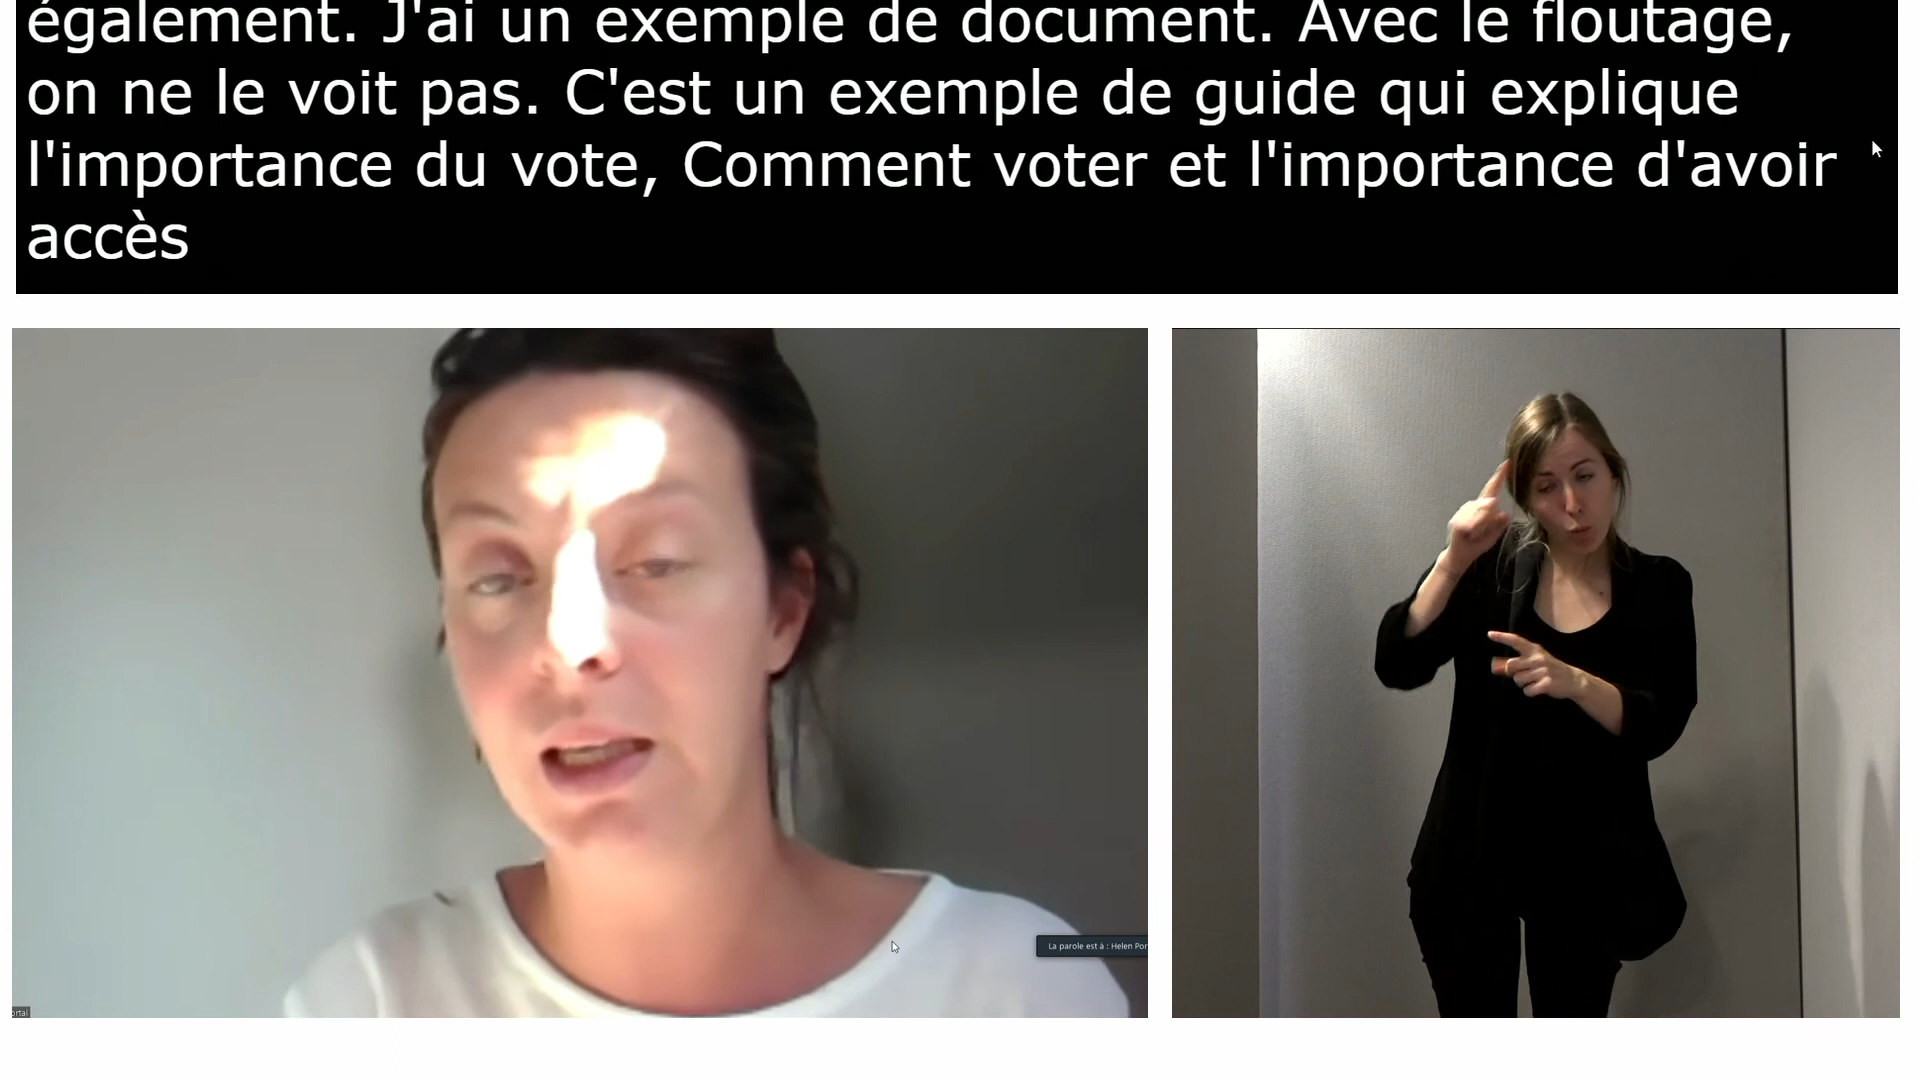 également. J'ai un exemple de document. Avec le floutage,
on ne le voit pas. C'est un exemple de guide qui explique
l'importance du vote, Comment voter et l'importance d'avoir
accès
La parole est à : Helen Por
ortal